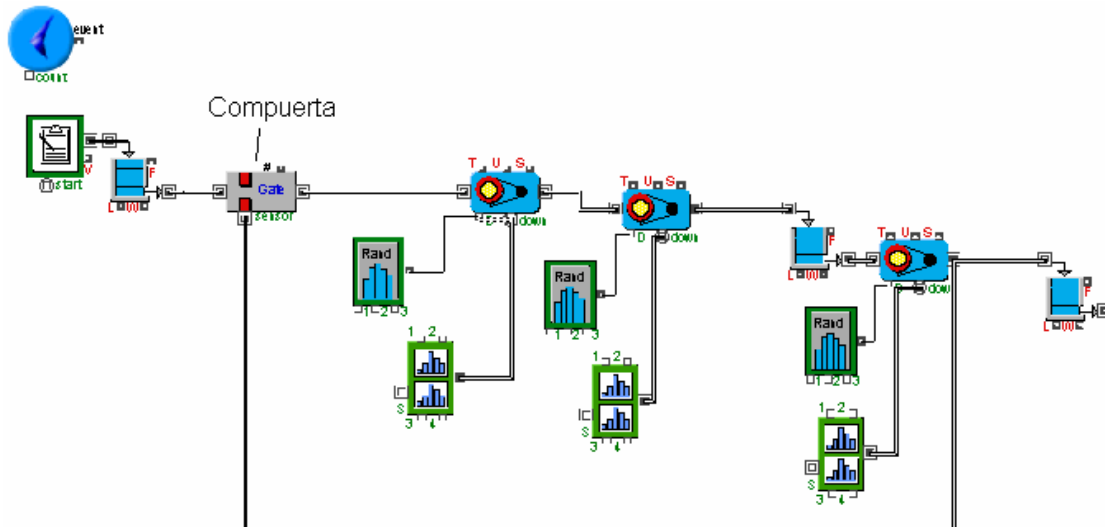 event
count
Compuerta
start
V
L W
F
#
Gate
sensor
T U S
D down
Rand
1 2 3
1 2
S
3 4
T U S
D down
Rand
1 2 3
1 2
S
3 4
L W
F
T U S
down
Rand
1 2 3
1 2
S
3 4
L W
F